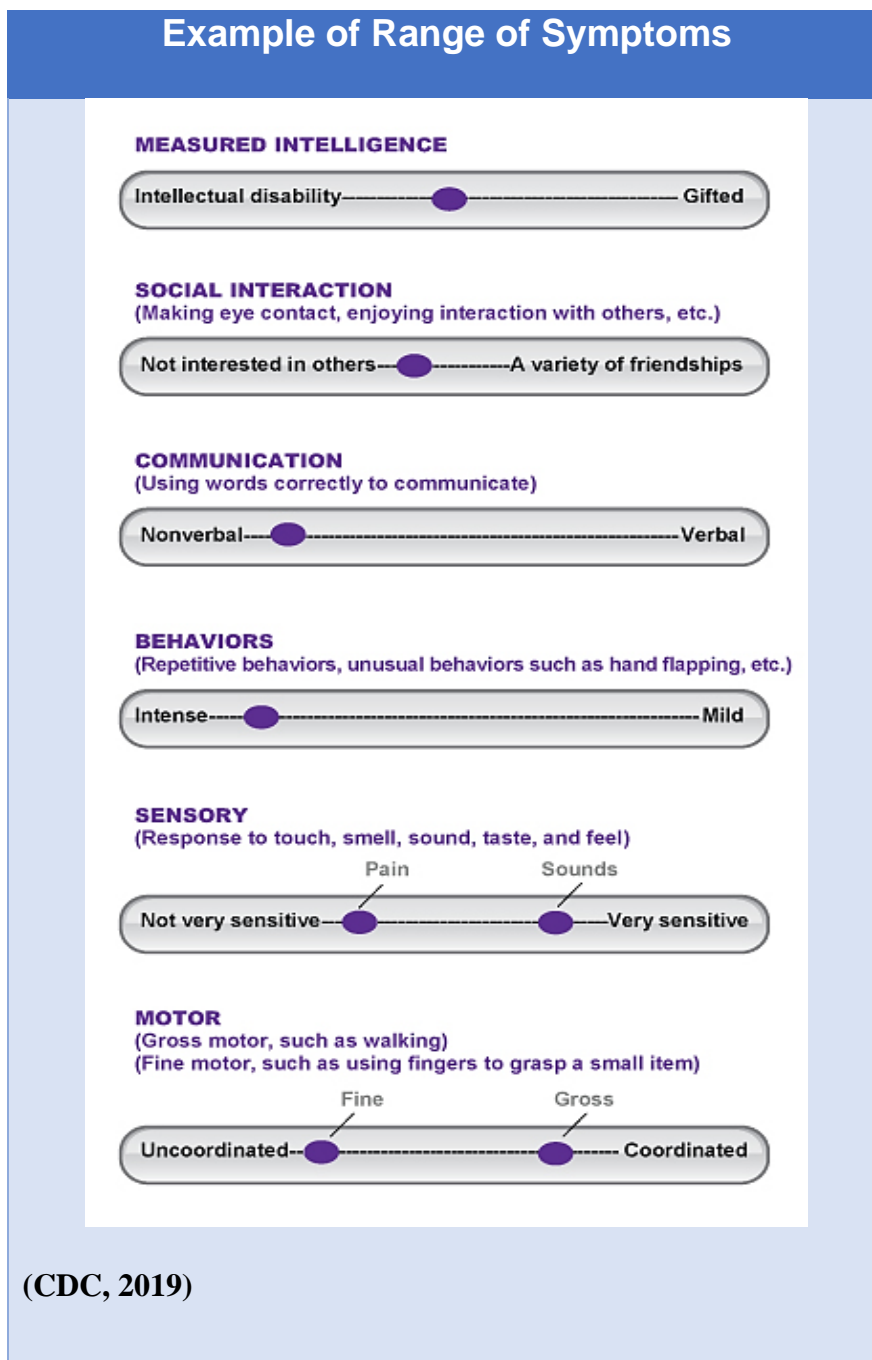 Example of Range of Symptoms
MEASURED INTELLIGENCE
Intellectual disability Gifted
SOCIAL INTERACTION
(Making eye contact, enjoying interaction with others, etc.)
Not interested in others A variety of friendships
COMMUNICATION
(Using words correctly to communicate)
Nonverbal Verbal
BEHAVIORS
(Repetitive behaviors, unusual behaviors such as hand flapping, etc.)
Intense Mild
SENSORY
(Response to touch, smell, sound, taste, and feel)
Pain Sounds
Not very sensitive Very sensitive
MOTOR
(Gross motor, such as walking)
(Fine motor, such as using fingers to grasp a small item)
Fine Gross
Uncoordinated Coordinated
(CDC, 2019)